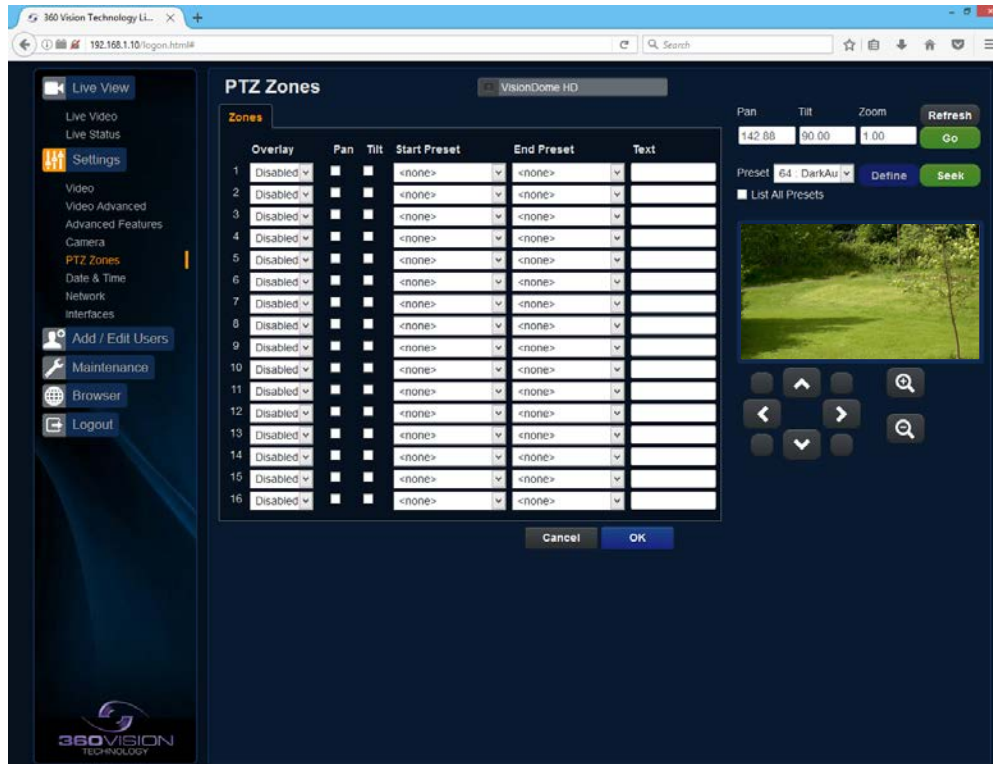 360 Vision Technology Li...
192.168.1.10/logon.html#
Search
Live View
Live Video
Live Status
Settings
Video
Video Advanced
Advanced Features
Camera
PTZ Zones
Date & Time
Network
Interfaces
Add / Edit Users
Maintenance
Browser
Logout
360VISION
TECHNOLOGY
PTZ Zones
VisionDome HD
Zones
Overlay Pan Tilt Start Preset End Preset Text
1 Disabled <none> <none>
2 Disabled <none> <none>
3 Disabled <none> <none>
4 Disabled <none> <none>
5 Disabled <none> <none>
6 Disabled <none> <none>
7 Disabled <none> <none>
8 Disabled <none> <none>
9 Disabled <none> <none>
10 Disabled <none> <none>
11 Disabled <none> <none>
12 Disabled <none> <none>
13 Disabled <none> <none>
14 Disabled <none> <none>
15 Disabled <none> <none>
16 Disabled <none> <none>
Cancel OK
Pan Tilt Zoom Refresh
142.88 90.00 1.00 Go
Preset 64 : DarkAu Define Seek
List All Presets